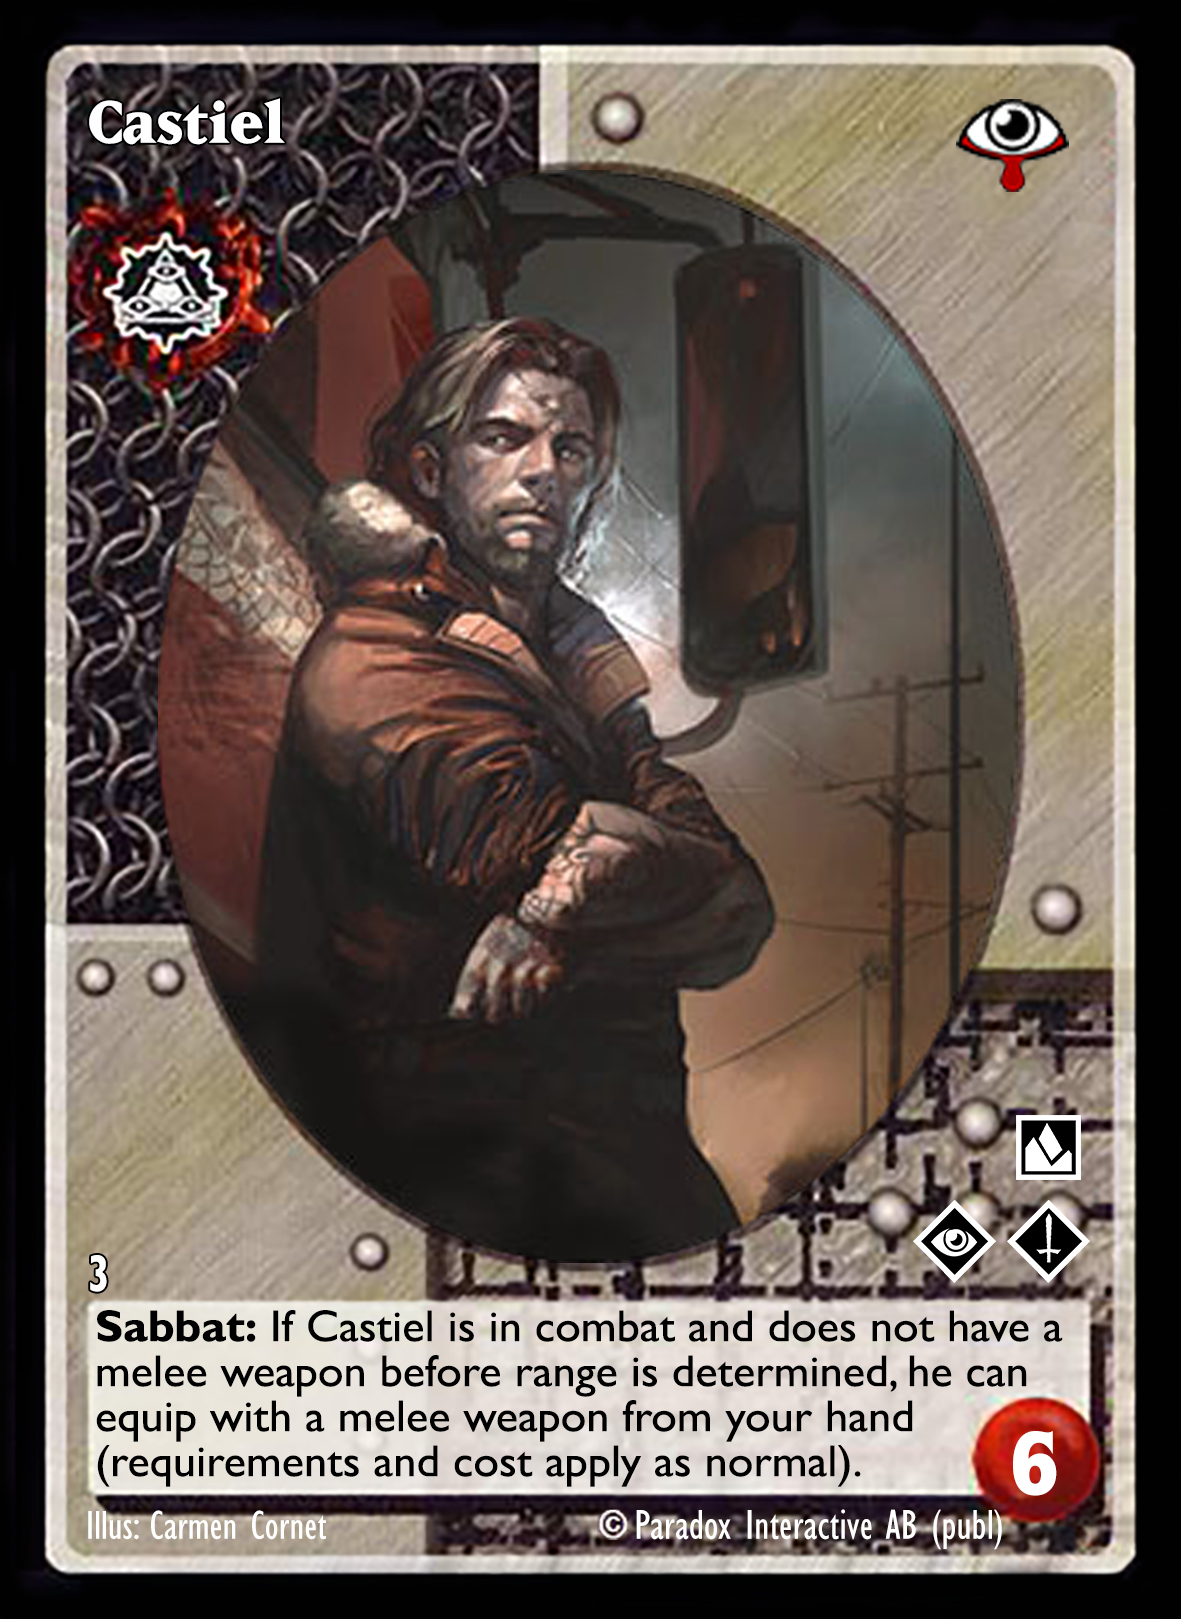 Castiel
3
Sabbat: If Castiel is in combat and does not have a
melee weapon before range is determined, he can
equip with a melee weapon from your hand
(requirements and cost apply as normal).
6
Illus: Carmen Cornet © Paradox Interactive AB (publ)